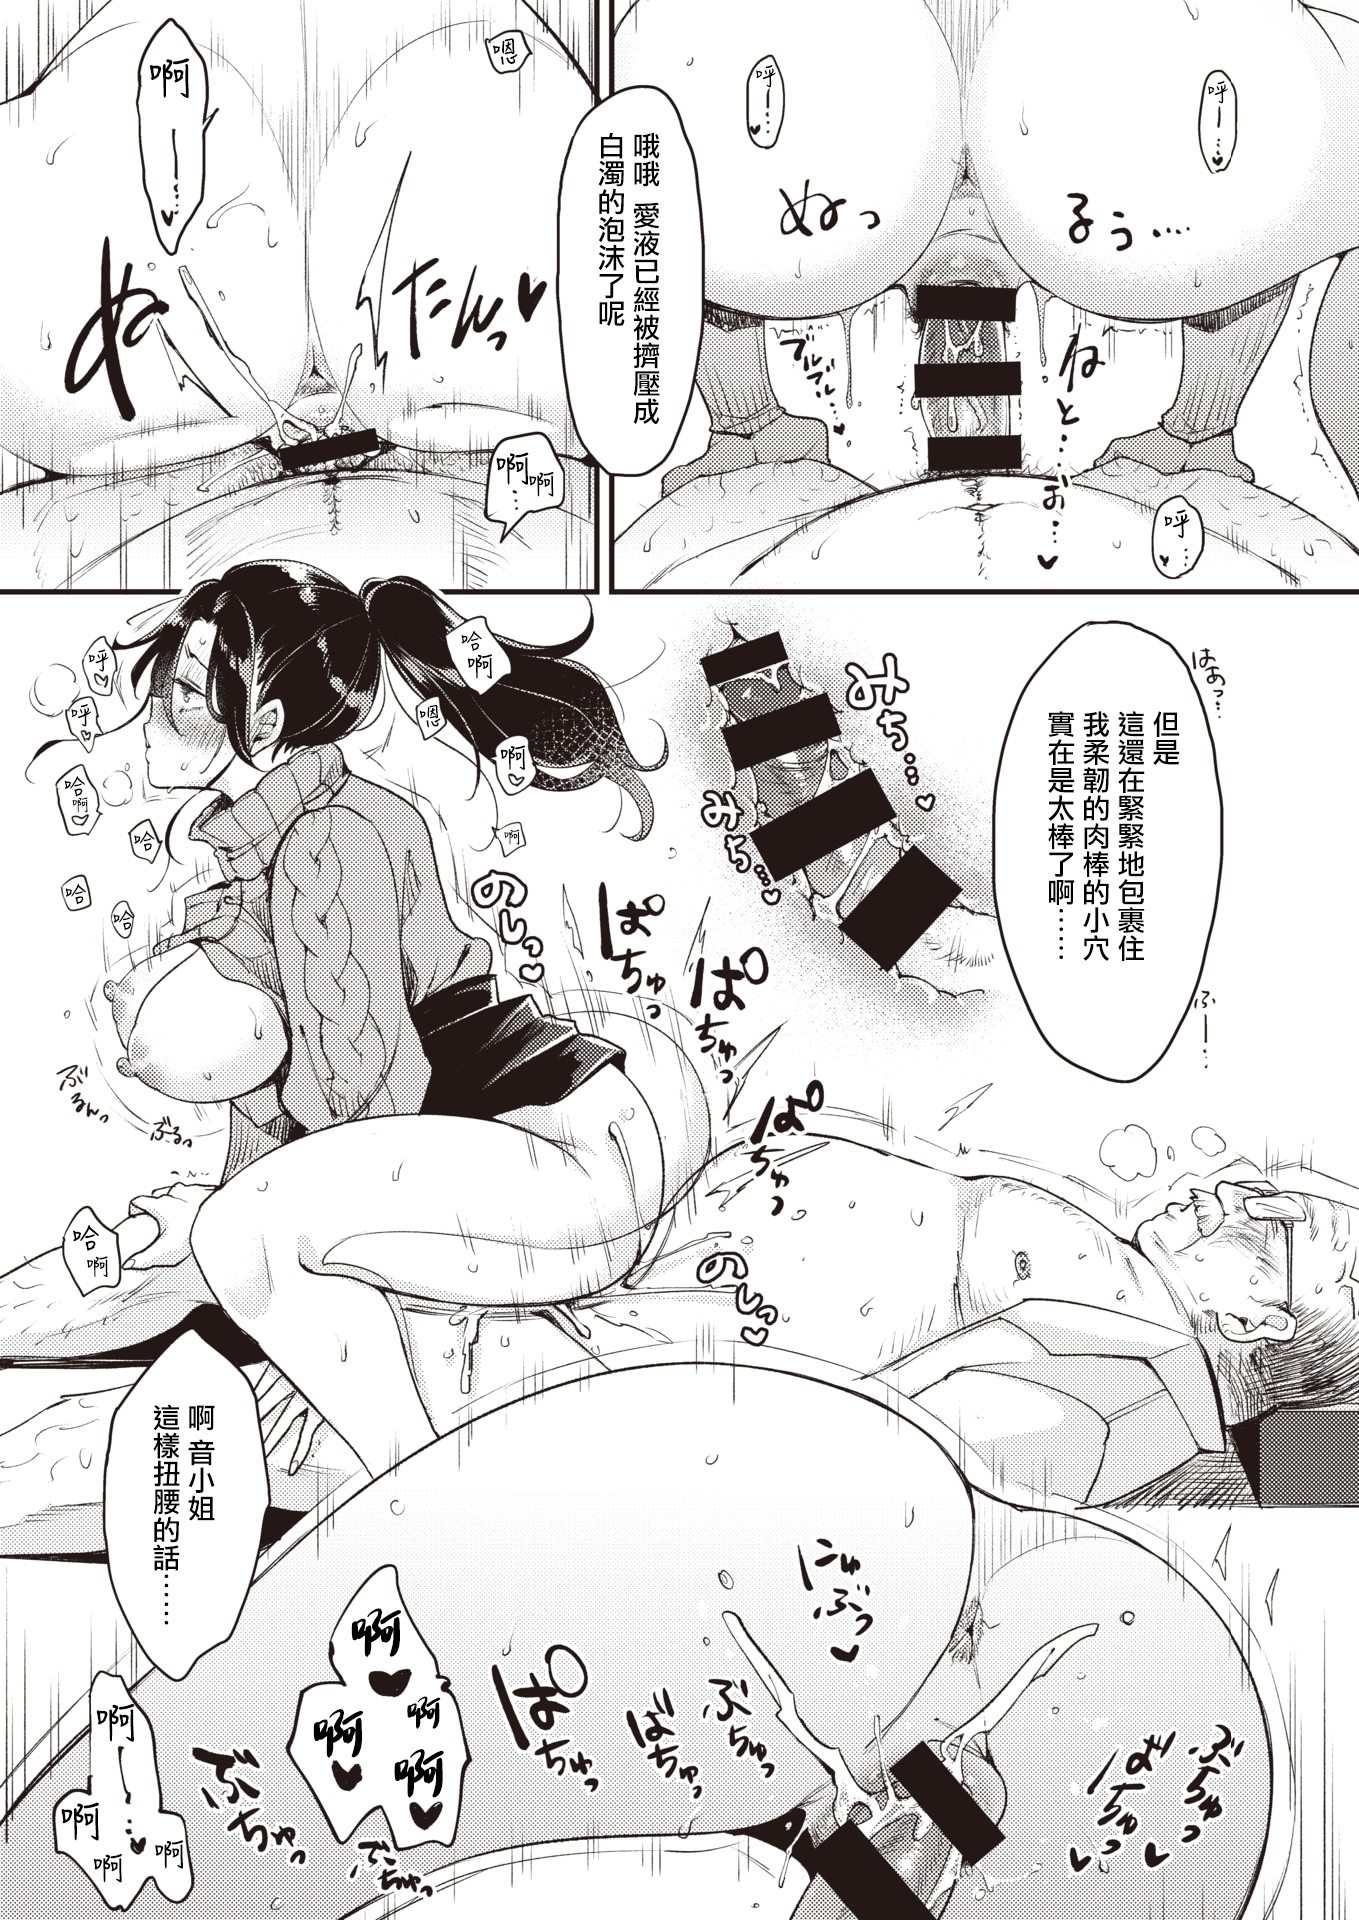 呼ー…
呼ー…
哦哦 愛液已經被擠壓成
白濁的泡沫了呢
ぬっ
るぅ…
プルプル…
ねと…
ぉ…
呼…
嗯
啊ー…
ぬ
たんっ
啊啊…
はあっ…
但是
這還在緊緊地包裹住
我柔韌的肉棒的小穴
實在是太棒了啊……
ふー…
みち…
みち…
哈啊
嗯
啊
啊
呼
呼
哈啊
哈
哈
哈
のしっ
ぱちゅっ
ぱちゅっ
ぱちゅっ
のしっ
ぶるんっ
ぶるっ
哈啊
啊 音小姐
這樣扭腰的話……
にゅぶっ
啊
啊
啊
啊
啊ー…
啊
啊
啊
ぱちゅっ
ばちゅっ
ぶちゅ
ぶちゅっ
ぶちゅっ
ばちゅっ
ぶちゅっ